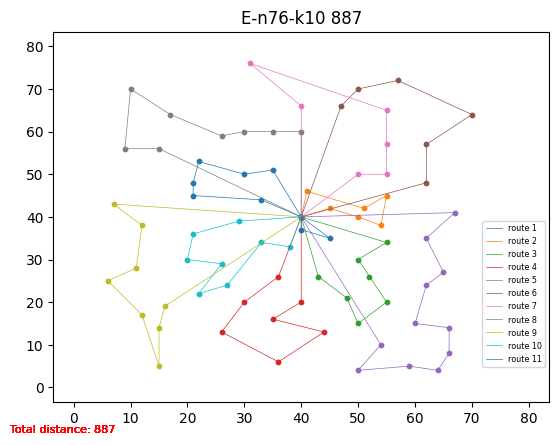 E-n76-k10 887
80
70
60
50
40
30
20
10
0
0 10 20 30 40 50 60 70 80
route 1
route 2
route 3
route 4
route 5
route 6
route 7
route 8
route 9
route 10
route 11
Total distance: 887